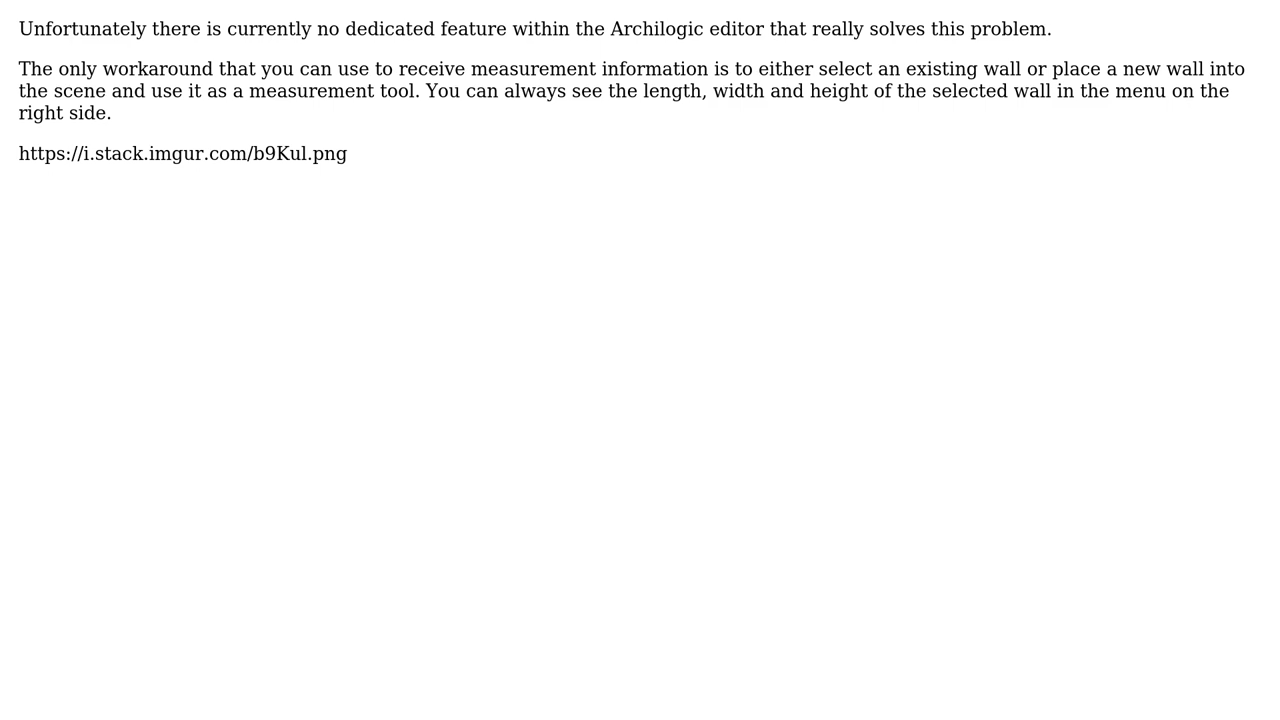 Unfortunately there is currently no dedicated feature within the Archilogic editor that really solves this problem.
The only workaround that you can use to receive measurement information is to either select an existing wall or place a new wall into
the scene and use it as a measurement tool. You can always see the length, width and height of the selected wall in the menu on the
right side.
https://i.stack.imgur.com/b9Kul.png